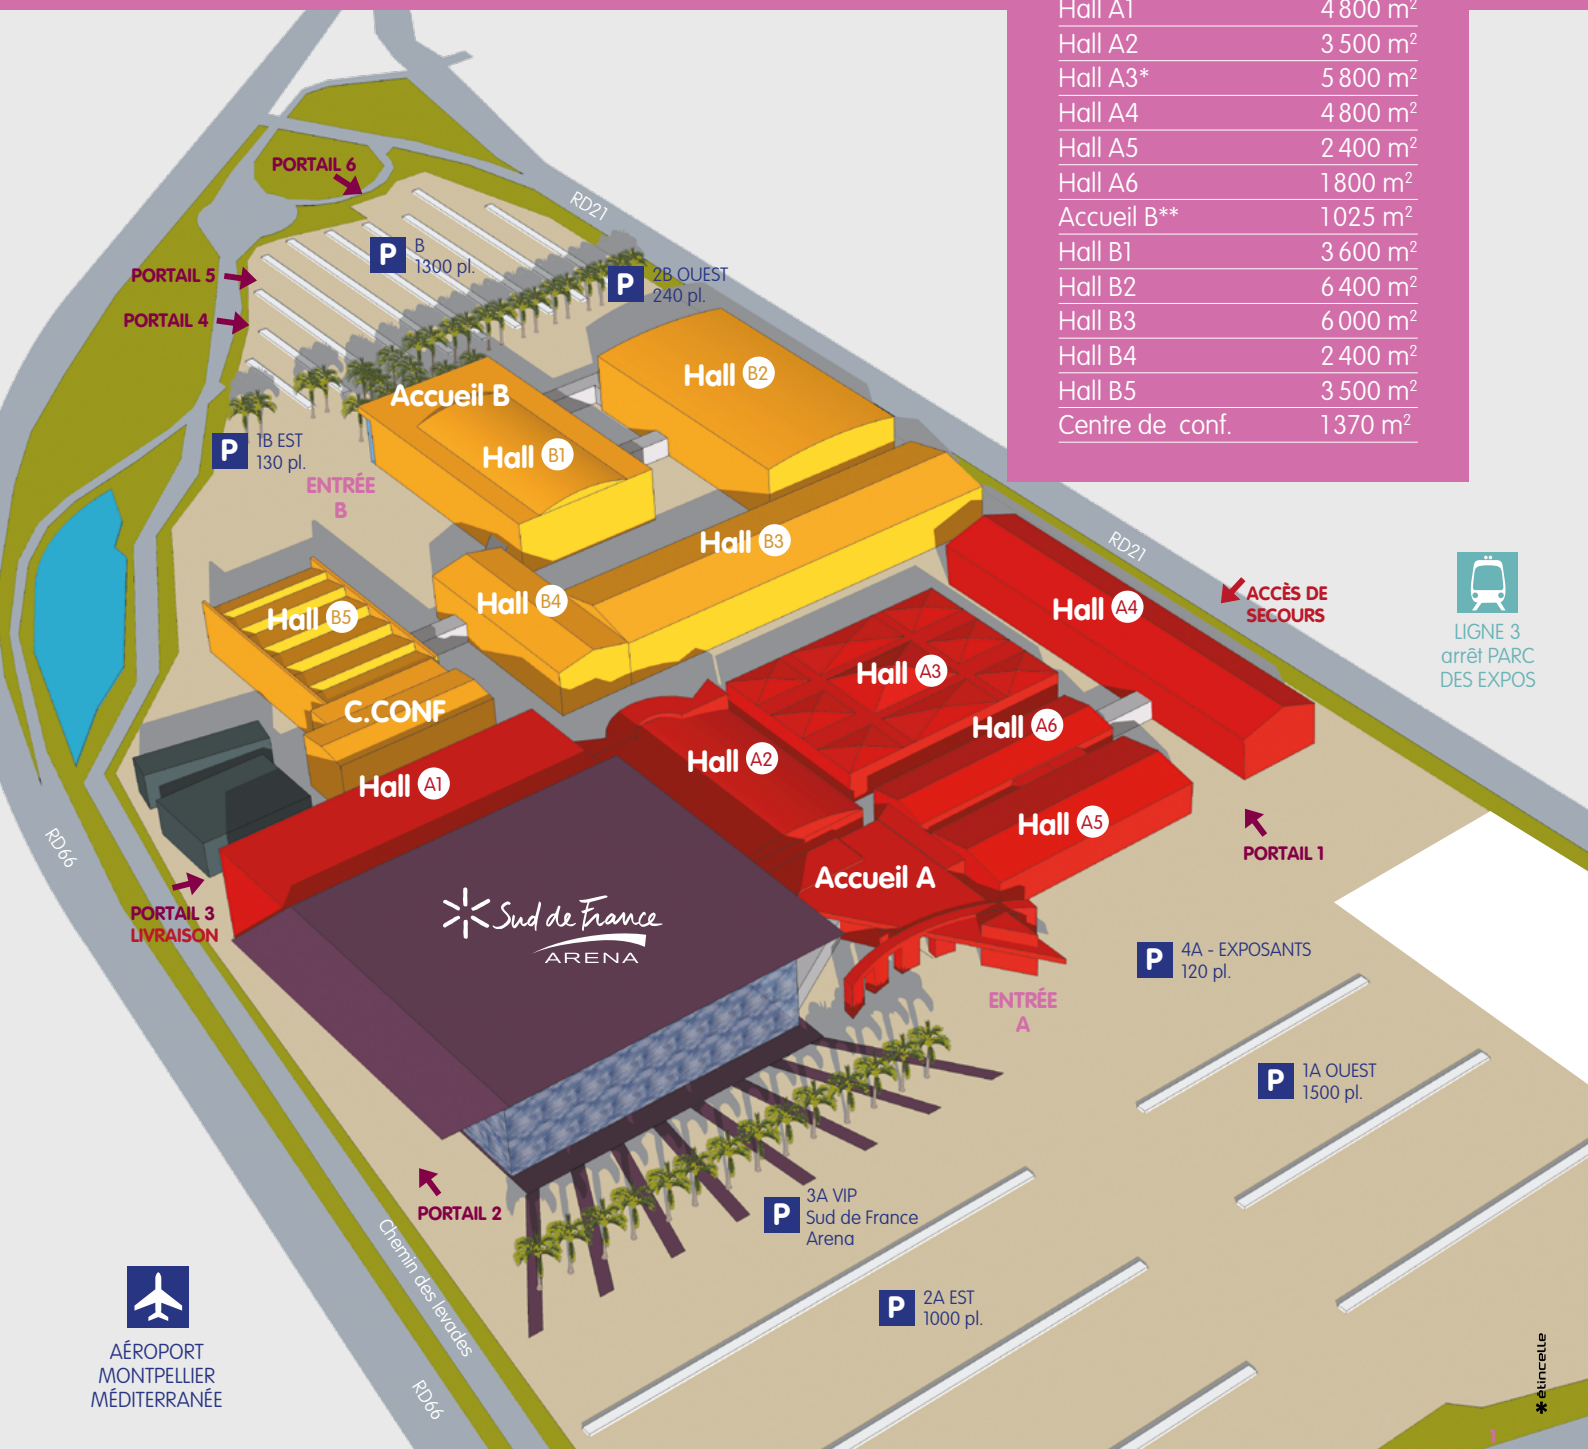 Hall A1 4 800 m²
Hall A2 3 500 m²
Hall A3* 5 800 m²
Hall A4 4 800 m²
Hall A5 2 400 m²
Hall A6 1 800 m²
Accueil B** 1 025 m²
Hall B1 3 600 m²
Hall B2 6 400 m²
Hall B3 6 000 m²
Hall B4 2 400 m²
Hall B5 3 500 m²
Centre de conf. 1 370 m²
PORTAIL 6
RD21
P B
1300 pl.
PORTAIL 5
P 2B OUEST
240 pl.
PORTAIL 4
Hall B2
Accueil B
Hall B1
P 1B EST
130 pl.
ENTRÉE
B
Hall B3
RD21
ACCÈS DE
SECOURS
Hall B4
Hall A4
Hall B5
LIGNE 3
arrêt PARC
DES EXPOS
Hall A3
C.CONF
Hall A6
Hall A2
Hall A1
Hall A5
RD66
PORTAIL 1
Accueil A
PORTAIL 3
LIVRAISON
Sud de France
ARENA
P 4A - EXPOSANTS
120 pl.
ENTRÉE
A
P 1A OUEST
1500 pl.
PORTAIL 2
P 3A VIP
Sud de France
Arena
Chemin des levades
P 2A EST
1000 pl.
AÉROPORT
MONTPELLIER
MÉDITERRANÉE
RD66
étincelle
1